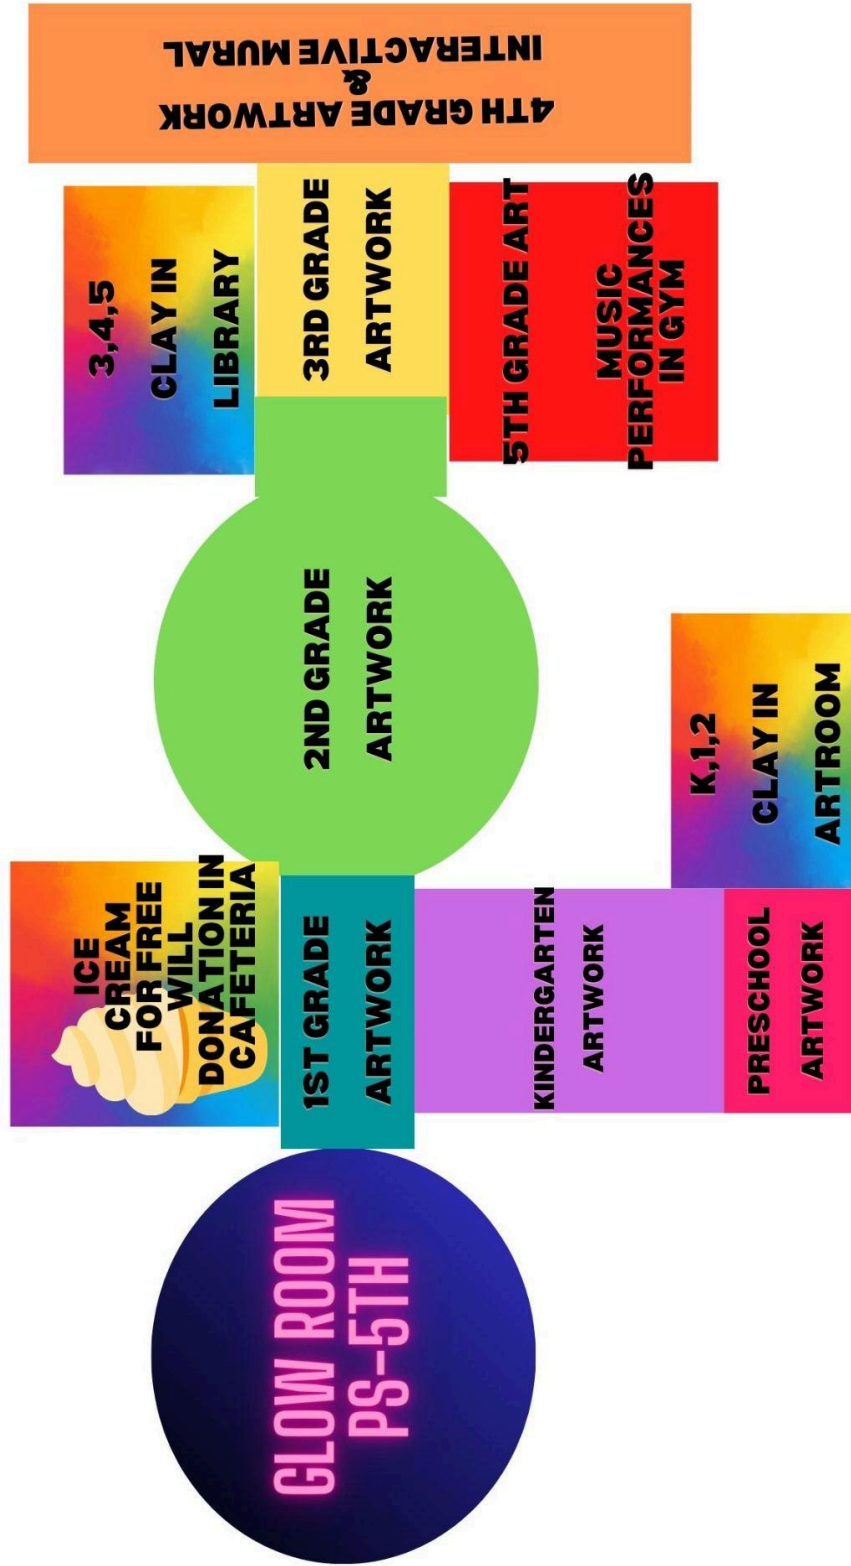 GLOW ROOM
PS-5TH
ICE
CREAM
FOR FREE
WILL
DONATION IN
CAFETERIA
1ST GRADE
ARTWORK
KINDERGARTEN
ARTWORK
PRESCHOOL
ARTWORK
K,1,2
CLAY IN
ARTROOM
2ND GRADE
ARTWORK
3,4,5
CLAY IN
LIBRARY
3RD GRADE
ARTWORK
5TH GRADE ART
MUSIC
PERFORMANCES
IN GYM
4TH GRADE ARTWORK
&
INTERACTIVE MURAL